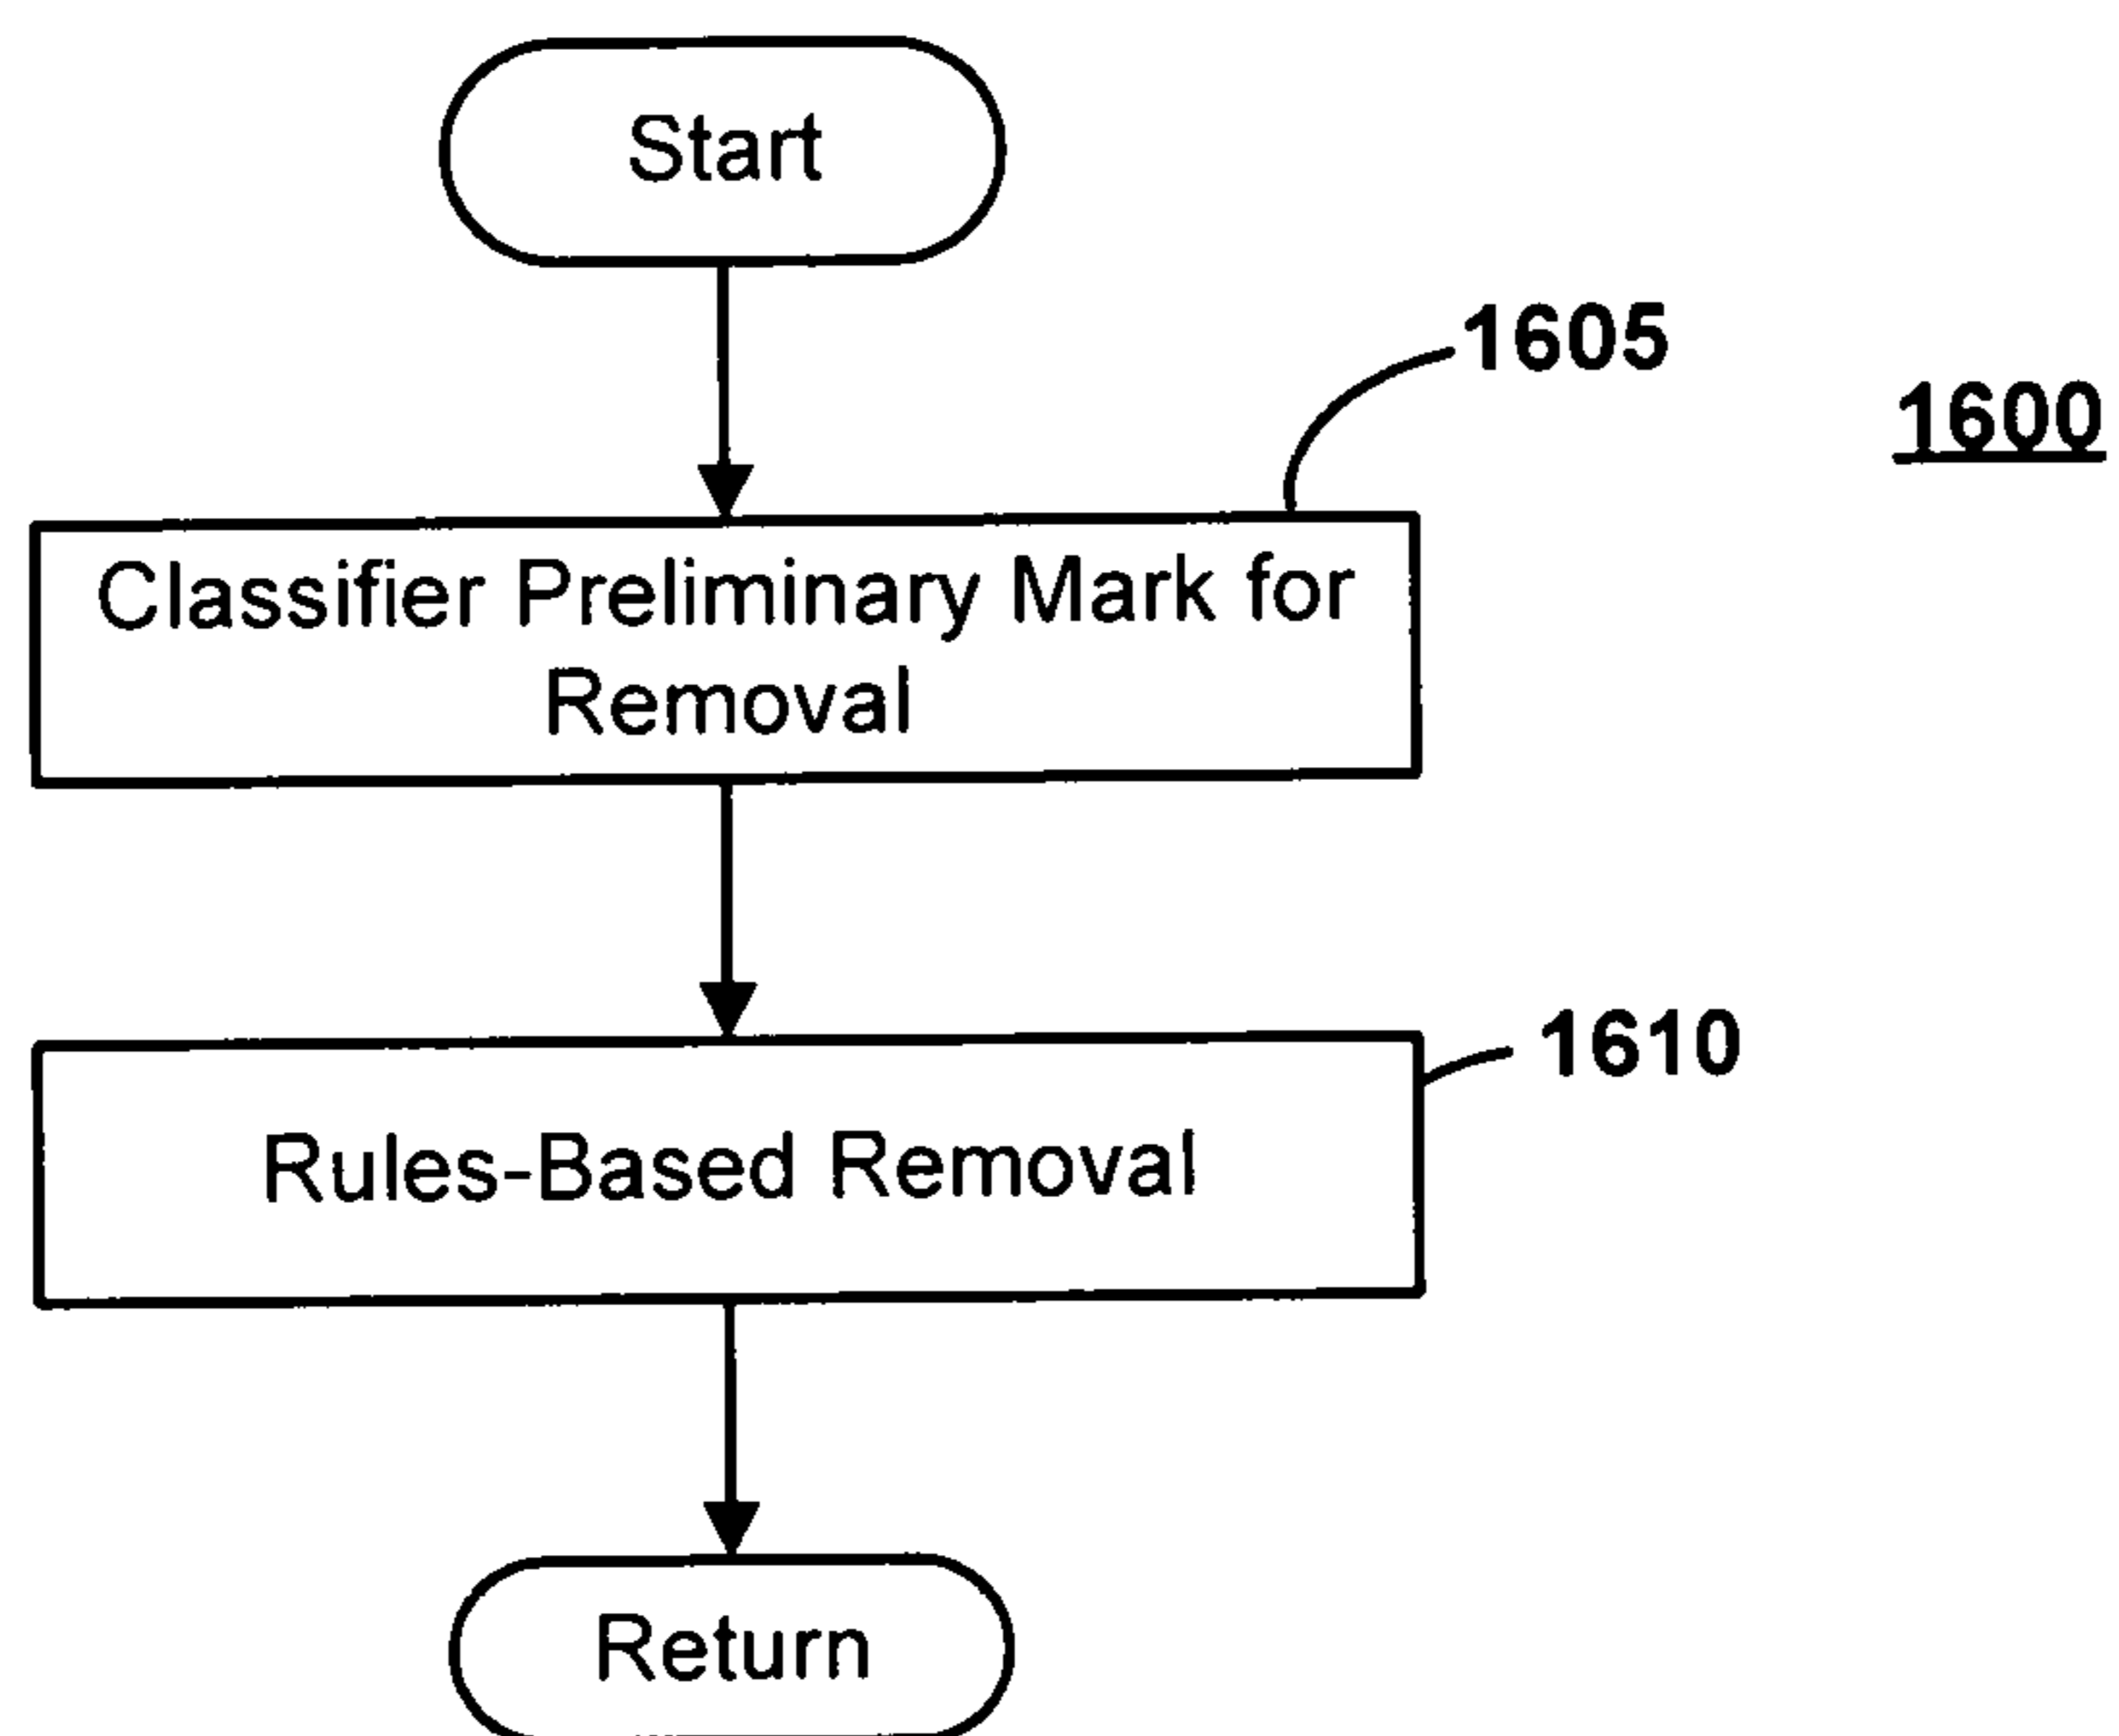 Start
1605
1600
Classifier Preliminary Mark for
Removal
1610
Rules-Based Removal
Return